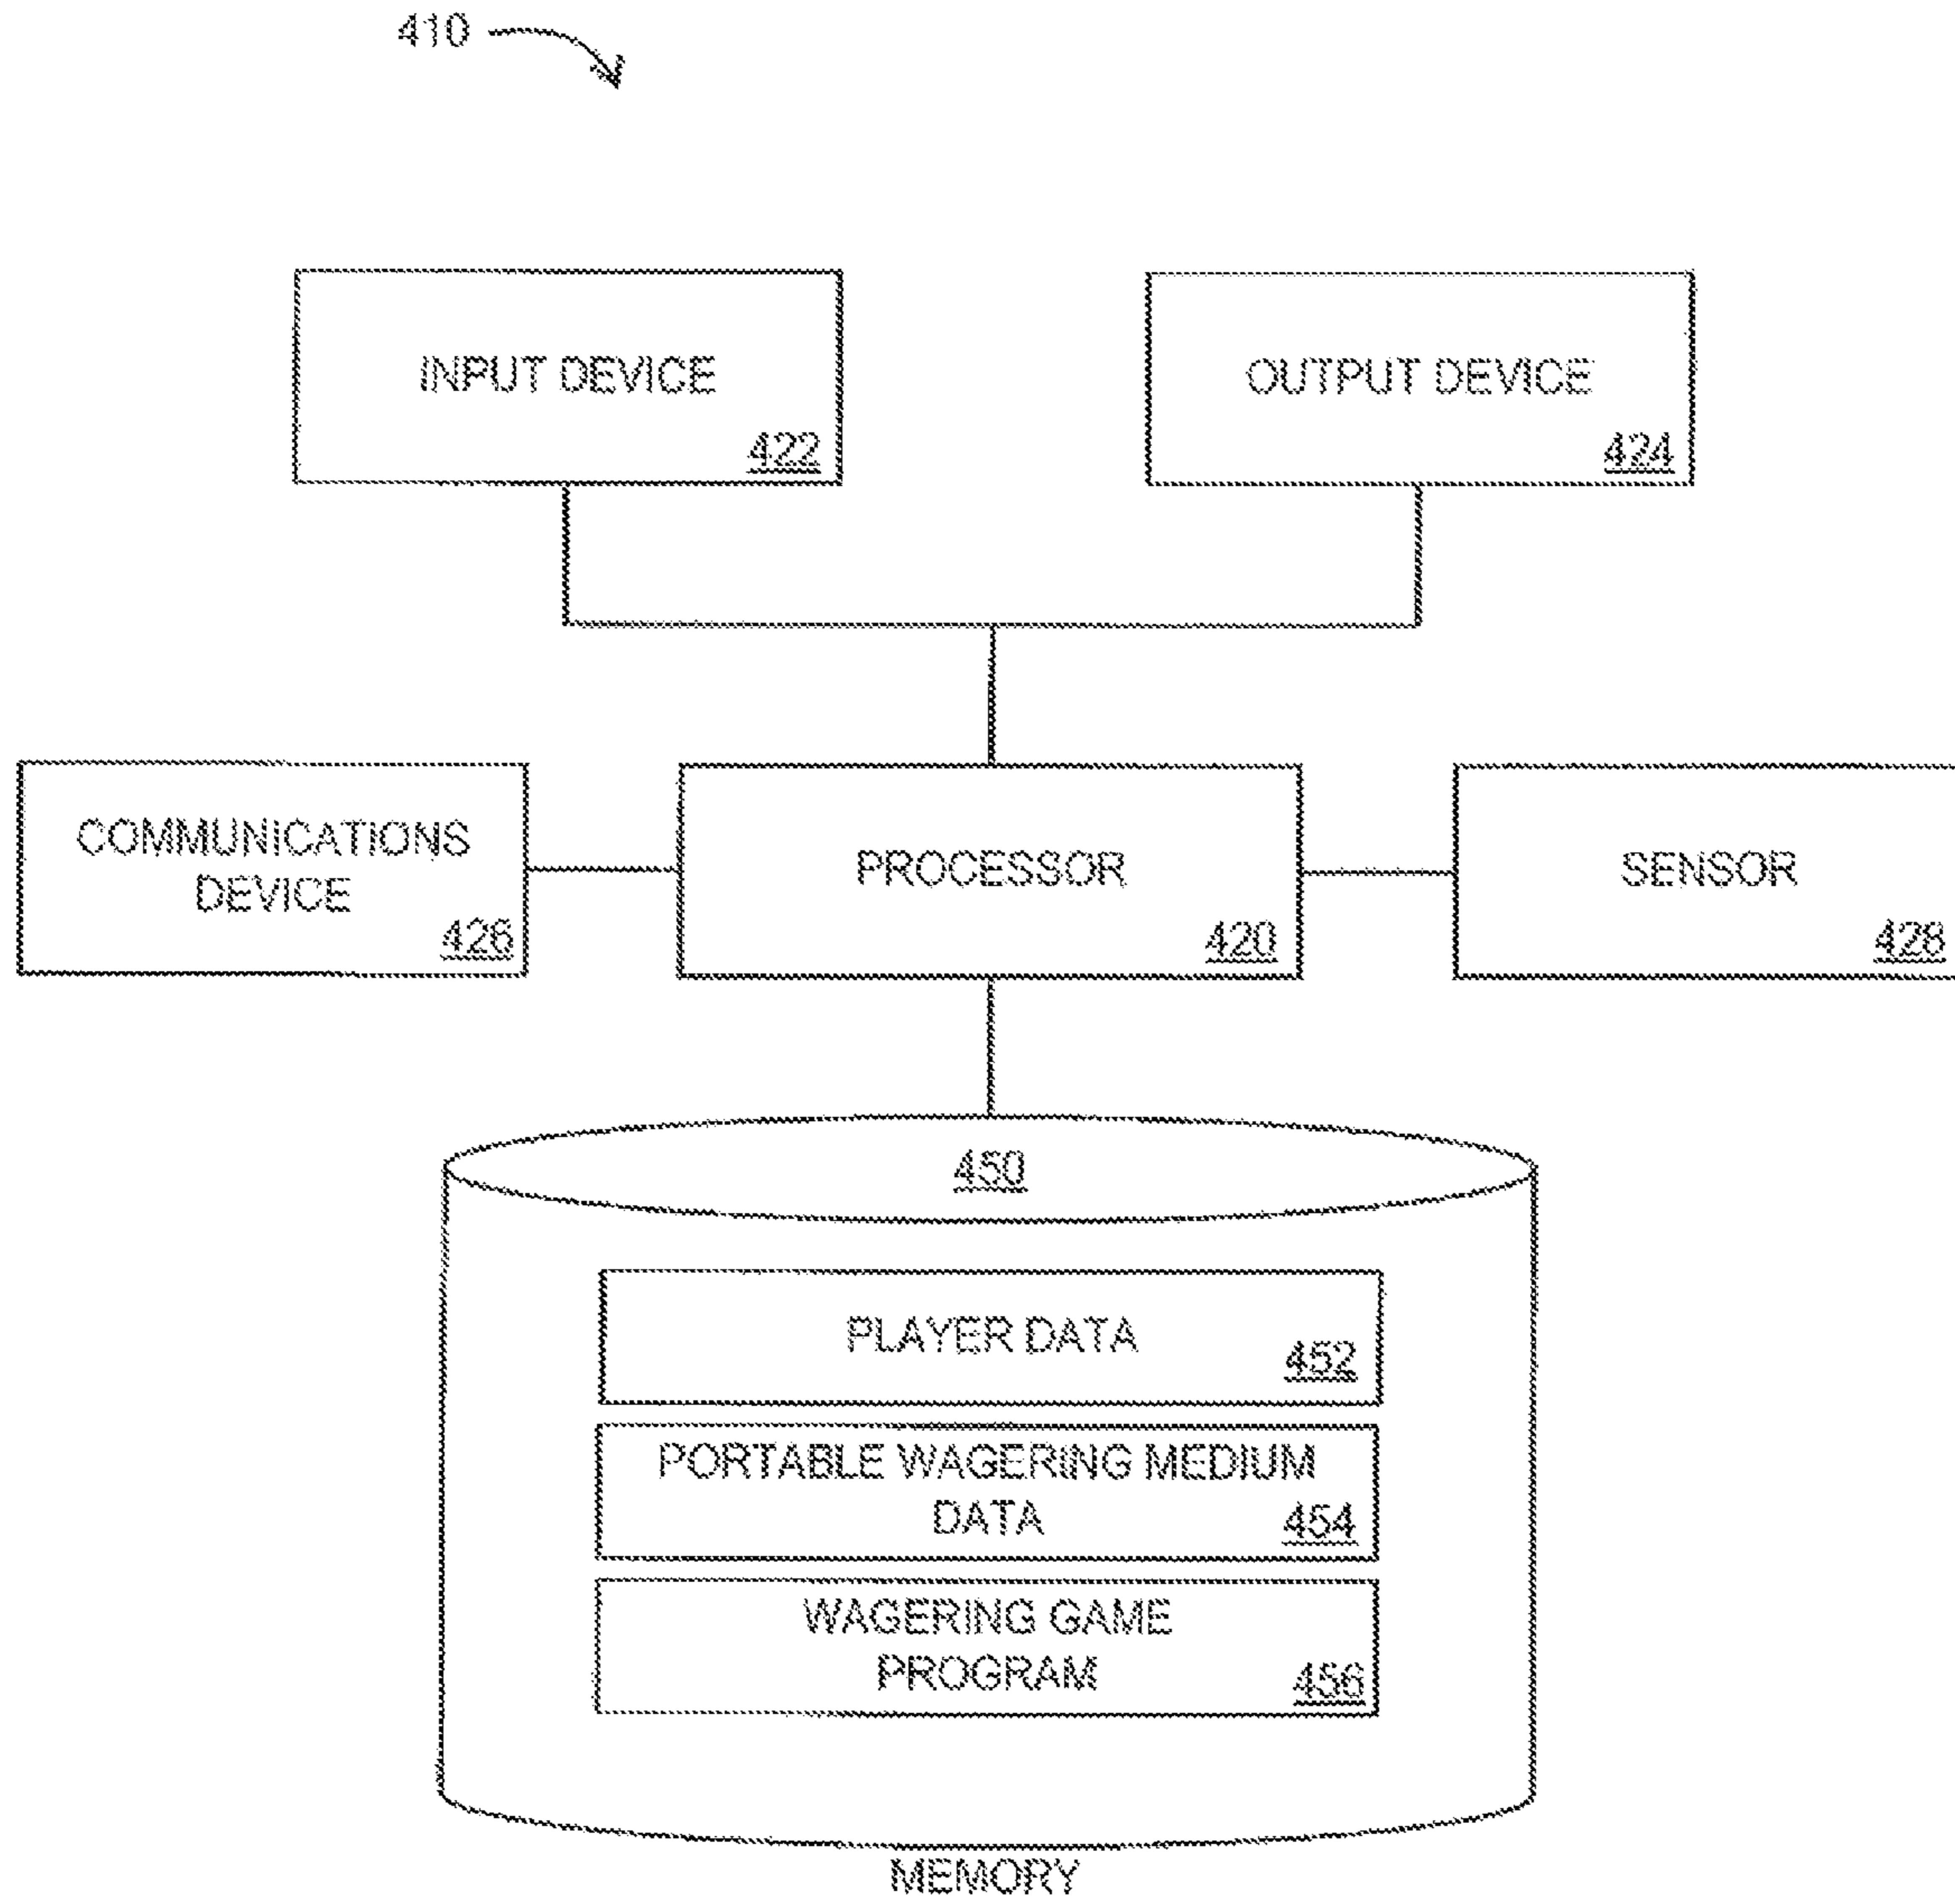 410
INPUT DEVICE
422
OUTPUT DEVICE
424
COMMUNICATIONS
DEVICE
426
PROCESSOR
420
SENSOR
428
450
PLAYER DATA
452
PORTABLE WAGERING MEDIUM
DATA
454
WAGERING GAME
PROGRAM
456
MEMORY